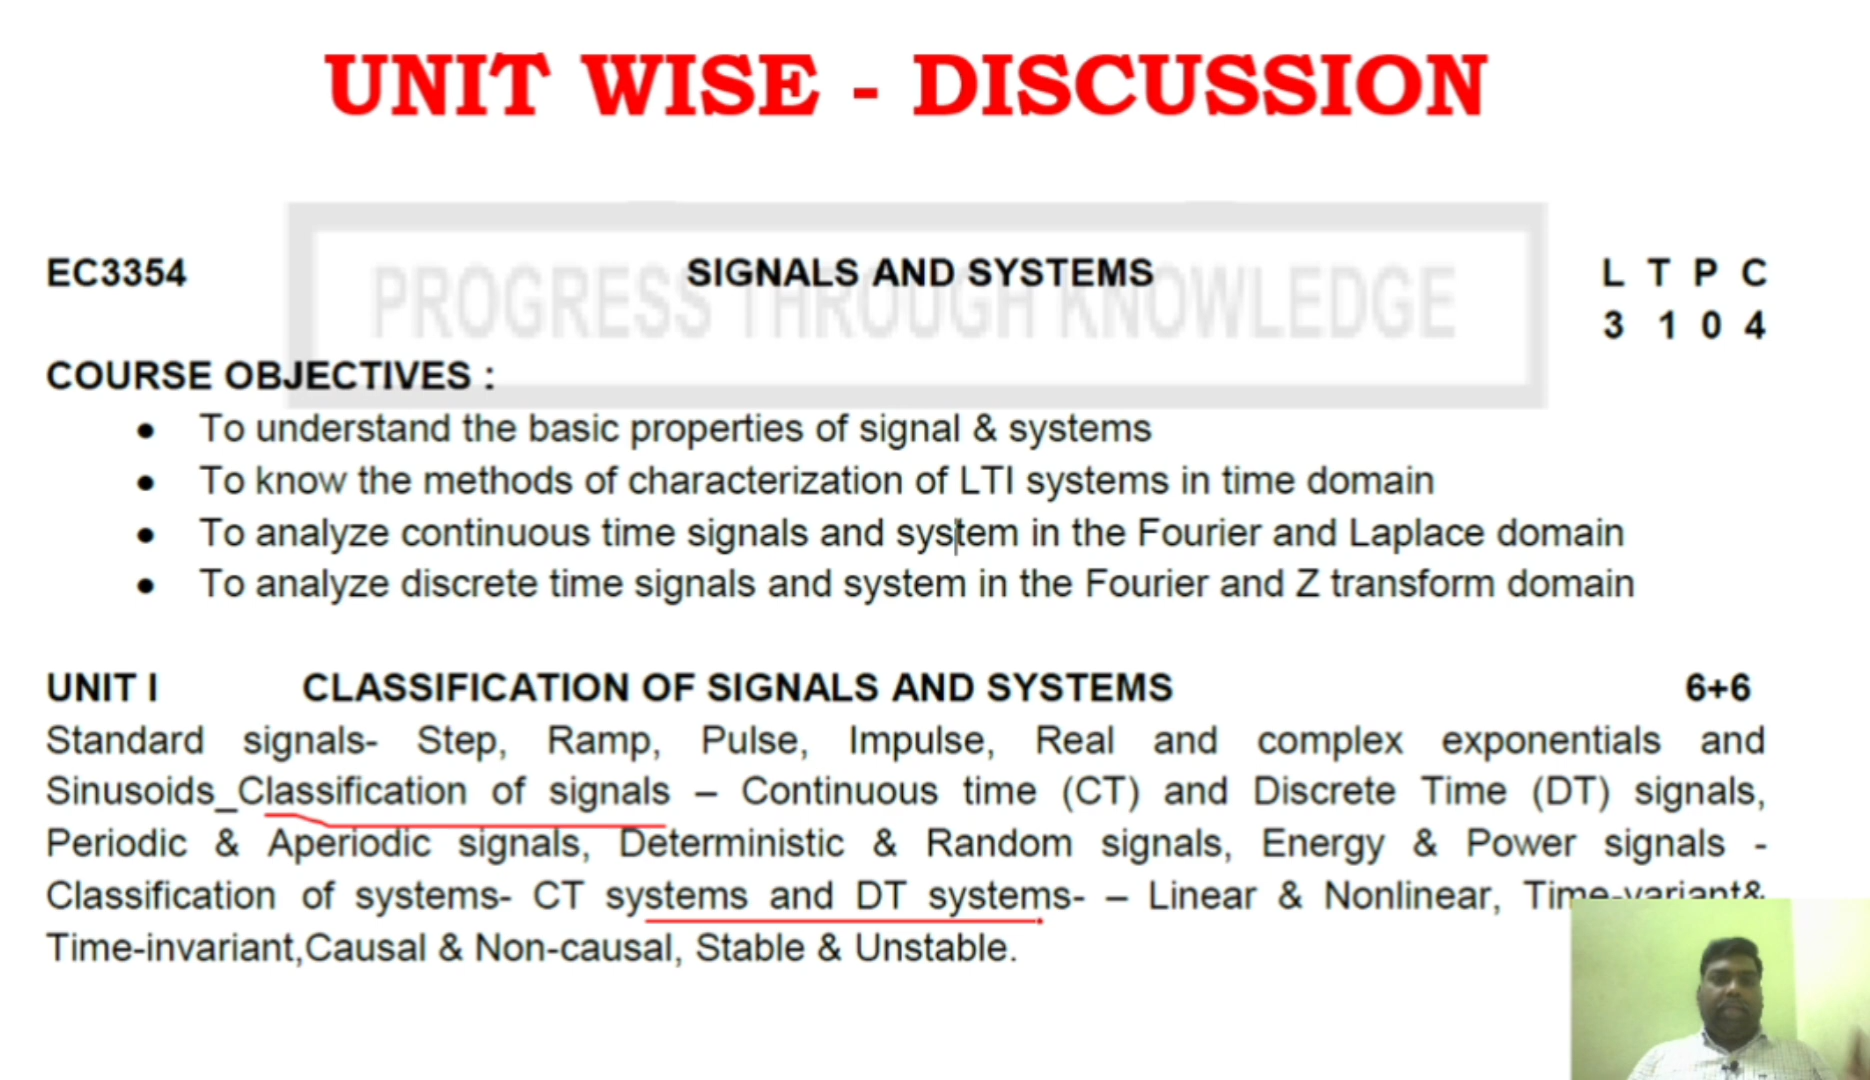 UNIT WISE - DISCUSSION
PROGRESS THROUGH KNOWLEDGE
EC3354 SIGNALS AND SYSTEMS L T P C
3 1 0 4
COURSE OBJECTIVES :
• To understand the basic properties of signal & systems
• To know the methods of characterization of LTI systems in time domain
• To analyze continuous time signals and system in the Fourier and Laplace domain
• To analyze discrete time signals and system in the Fourier and Z transform domain
UNIT I CLASSIFICATION OF SIGNALS AND SYSTEMS 6+6
Standard signals- Step, Ramp, Pulse, Impulse, Real and complex exponentials and
Sinusoids_Classification of signals – Continuous time (CT) and Discrete Time (DT) signals,
Periodic & Aperiodic signals, Deterministic & Random signals, Energy & Power signals -
Classification of systems- CT systems and DT systems- – Linear & Nonlinear, Time-variant&
Time-invariant,Causal & Non-causal, Stable & Unstable.